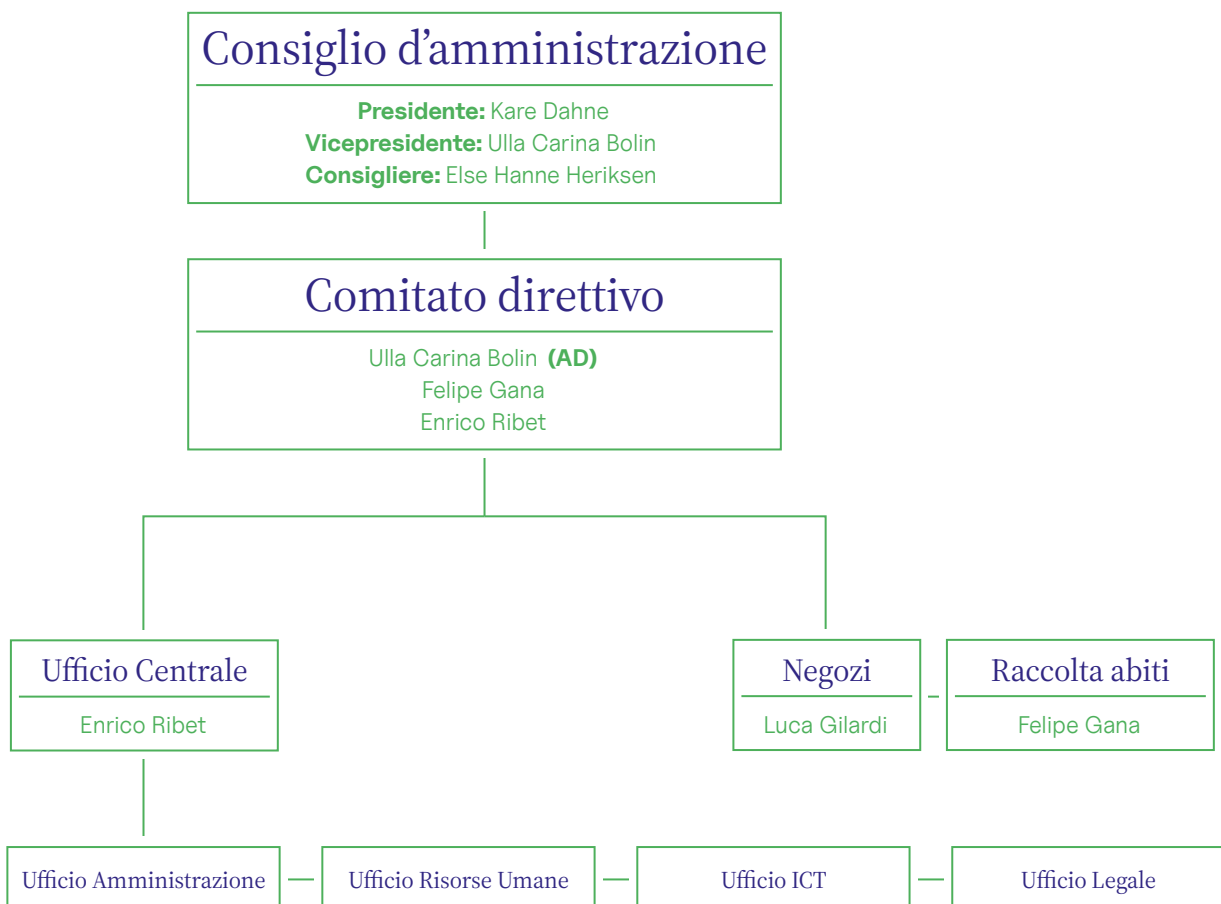 Consiglio d'amministrazione
Presidente: Kare Dahne
Vicepresidente: Ulla Carina Bolin
Consigliere: Else Hanne Heriksen
Comitato direttivo
Ulla Carina Bolin (AD)
Felipe Gana
Enrico Ribet
Ufficio Centrale
Enrico Ribet
Negozi
Luca Gilardi
Raccolta abiti
Felipe Gana
Ufficio Amministrazione
Ufficio Risorse Umane
Ufficio ICT
Ufficio Legale